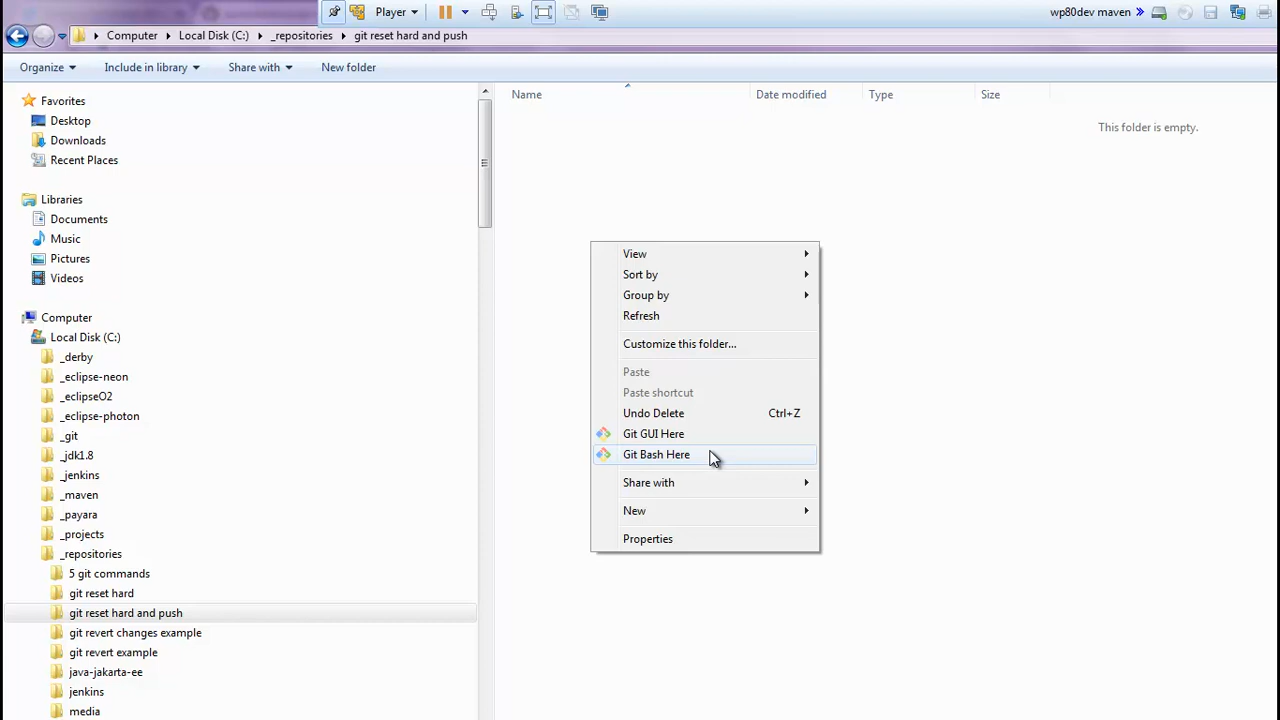 Player
wp80dev maven »
Computer
Local Disk (C:)
_repositories
git reset hard and push
Organize
Include in library
Share with
New folder
Favorites
Desktop
Downloads
Recent Places
Libraries
Documents
Music
Pictures
Videos
Computer
Local Disk (C:)
_derby
_eclipse-neon
_eclipseO2
_eclipse-photon
_git
_jdk1.8
_jenkins
_maven
_payara
_projects
_repositories
5 git commands
git reset hard
git reset hard and push
git revert changes example
git revert example
java-jakarta-ee
jenkins
media
Name
Date modified
Type
Size
This folder is empty.
View
Sort by
Group by
Refresh
Customize this folder...
Paste
Paste shortcut
Undo Delete Ctrl+Z
Git GUI Here
Git Bash Here
Share with
New
Properties